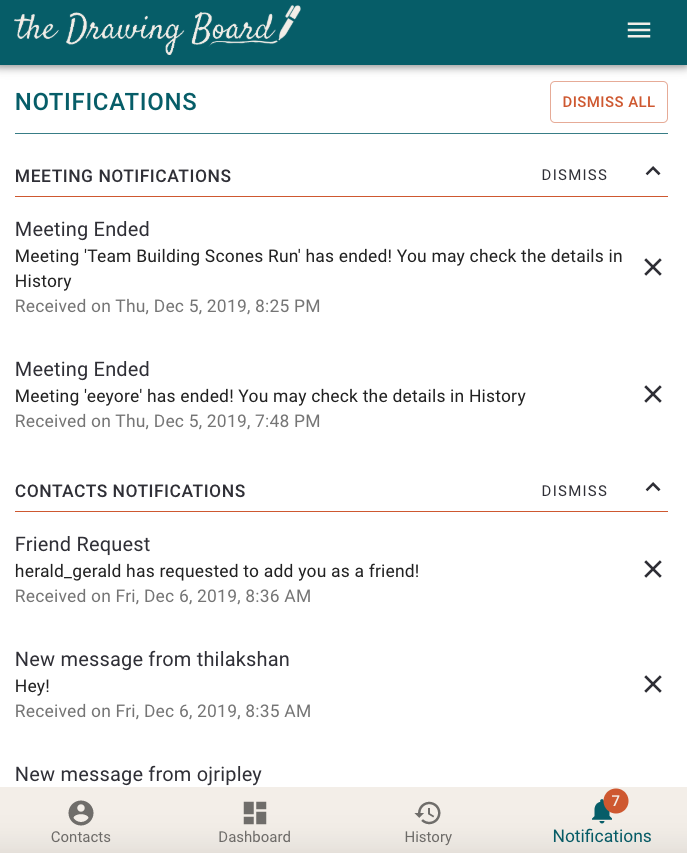 the Drawing Board
NOTIFICATIONS
DISMISS ALL
MEETING NOTIFICATIONS
DISMISS
Meeting Ended
Meeting 'Team Building Scones Run' has ended! You may check the details in
History
Received on Thu, Dec 5, 2019, 8:25 PM
Meeting Ended
Meeting 'eeyore' has ended! You may check the details in History
Received on Thu, Dec 5, 2019, 7:48 PM
CONTACTS NOTIFICATIONS
DISMISS
Friend Request
herald_gerald has requested to add you as a friend!
Received on Fri, Dec 6, 2019, 8:36 AM
New message from thilakshan
Hey!
Received on Fri, Dec 6, 2019, 8:35 AM
New message from ojripley
7
Contacts
Dashboard
History
Notifications